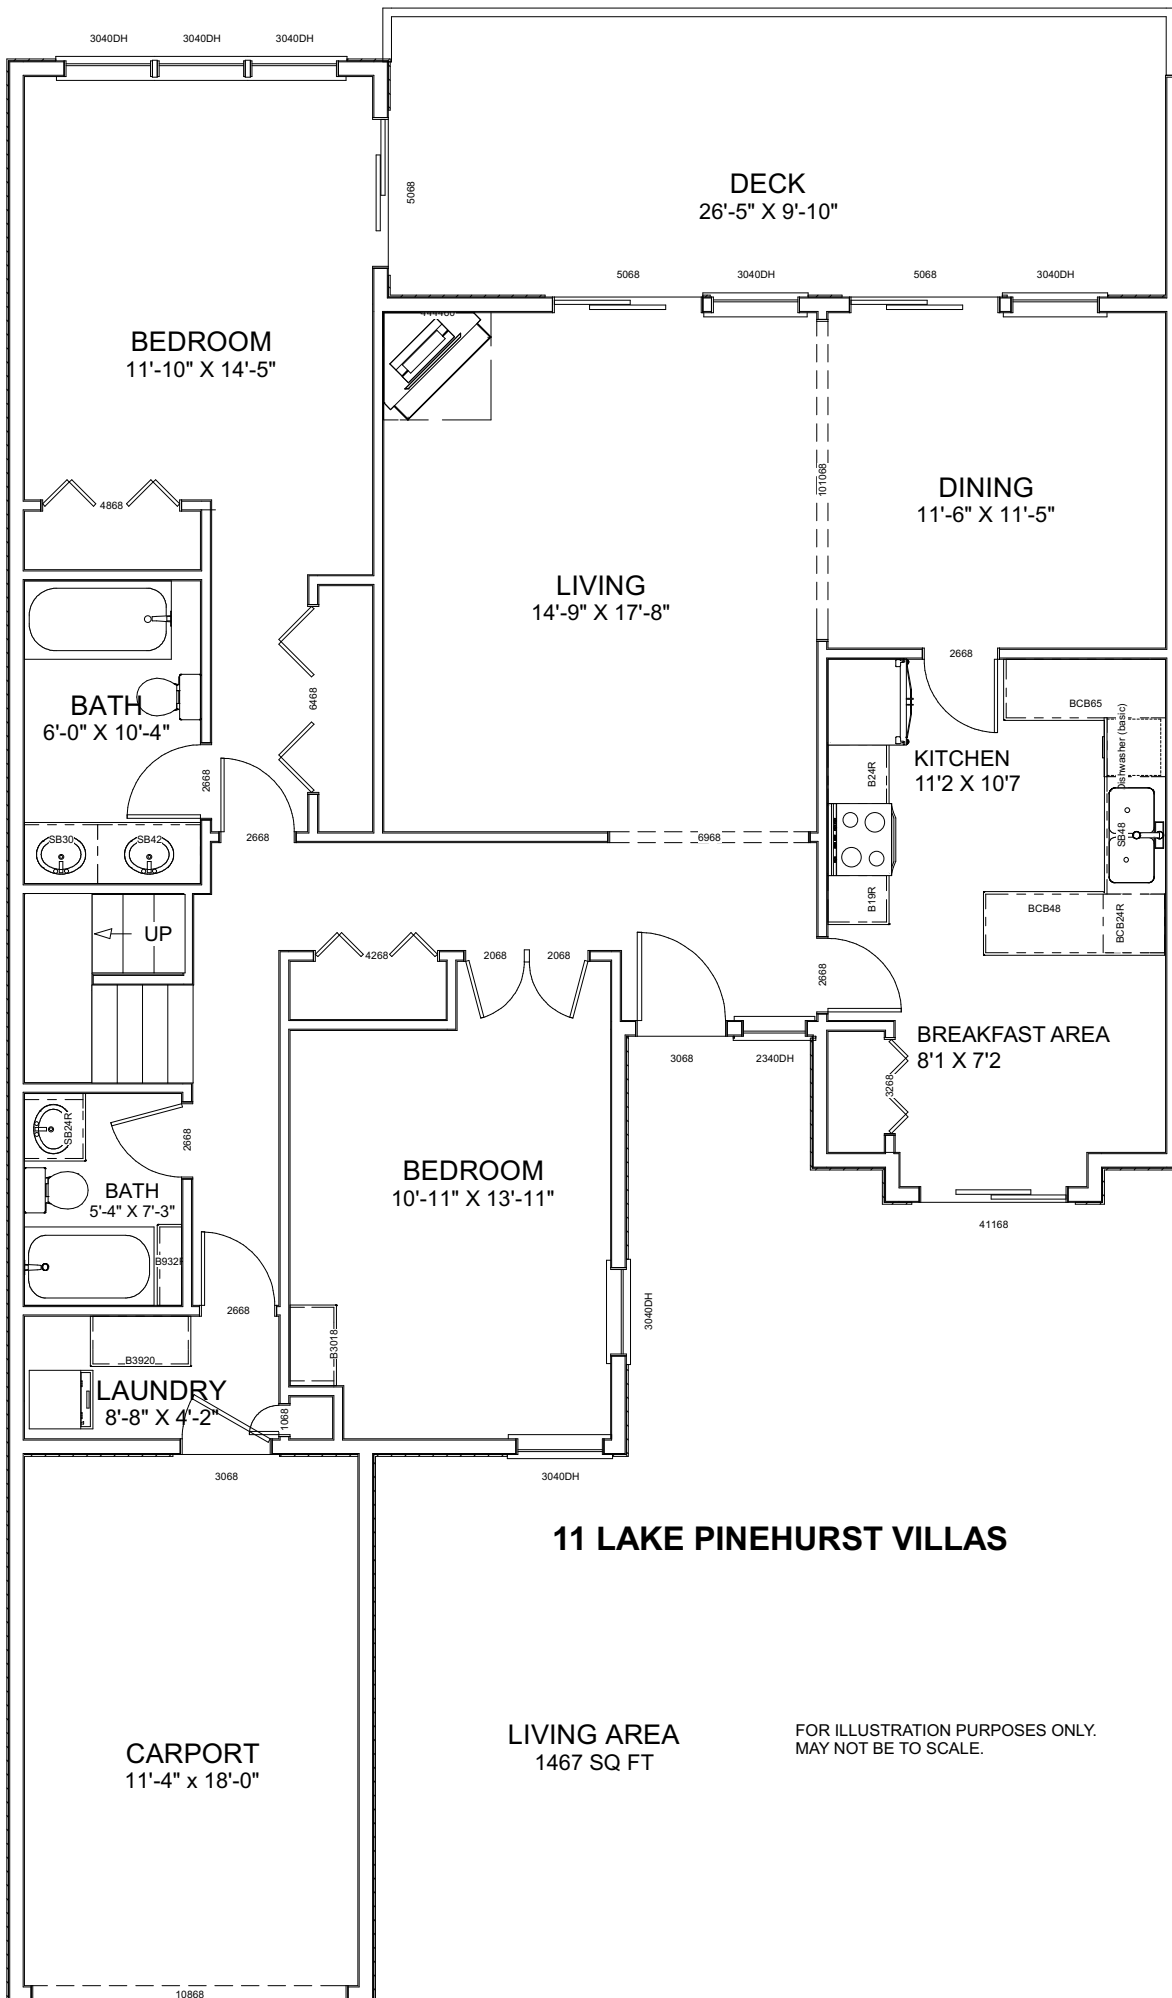 3040DH
3040DH
3040DH
5068
DECK
26'-5" X 9'-10"
5068
3040DH
5068
3040DH
BEDROOM
11'-10" X 14'-5"
4868
101068
DINING
11'-6" X 11'-5"
LIVING
14'-9" X 17'-8"
2668
6468
BATH
6'-0" X 10'-4"
BCB65
Dishwasher (basic)
KITCHEN
11'2 X 10'7
2668
B24R
SB30
SB42
2668
6968
SB48
B19R
BCB48
BCB24R
UP
4268
2068
2068
2668
3068
2340DH
BREAKFAST AREA
8'1 X 7'2
3268
SB24R
2668
BEDROOM
10'-11" X 13'-11"
BATH
5'-4" X 7'-3"
41168
2668
3040DH
B3018
B3920
LAUNDRY
8'-8" X 4'-2"
1068
3068
3040DH
11 LAKE PINEHURST VILLAS
LIVING AREA
1467 SQ FT
FOR ILLUSTRATION PURPOSES ONLY.
MAY NOT BE TO SCALE.
CARPORT
11'-4" x 18'-0"
10868